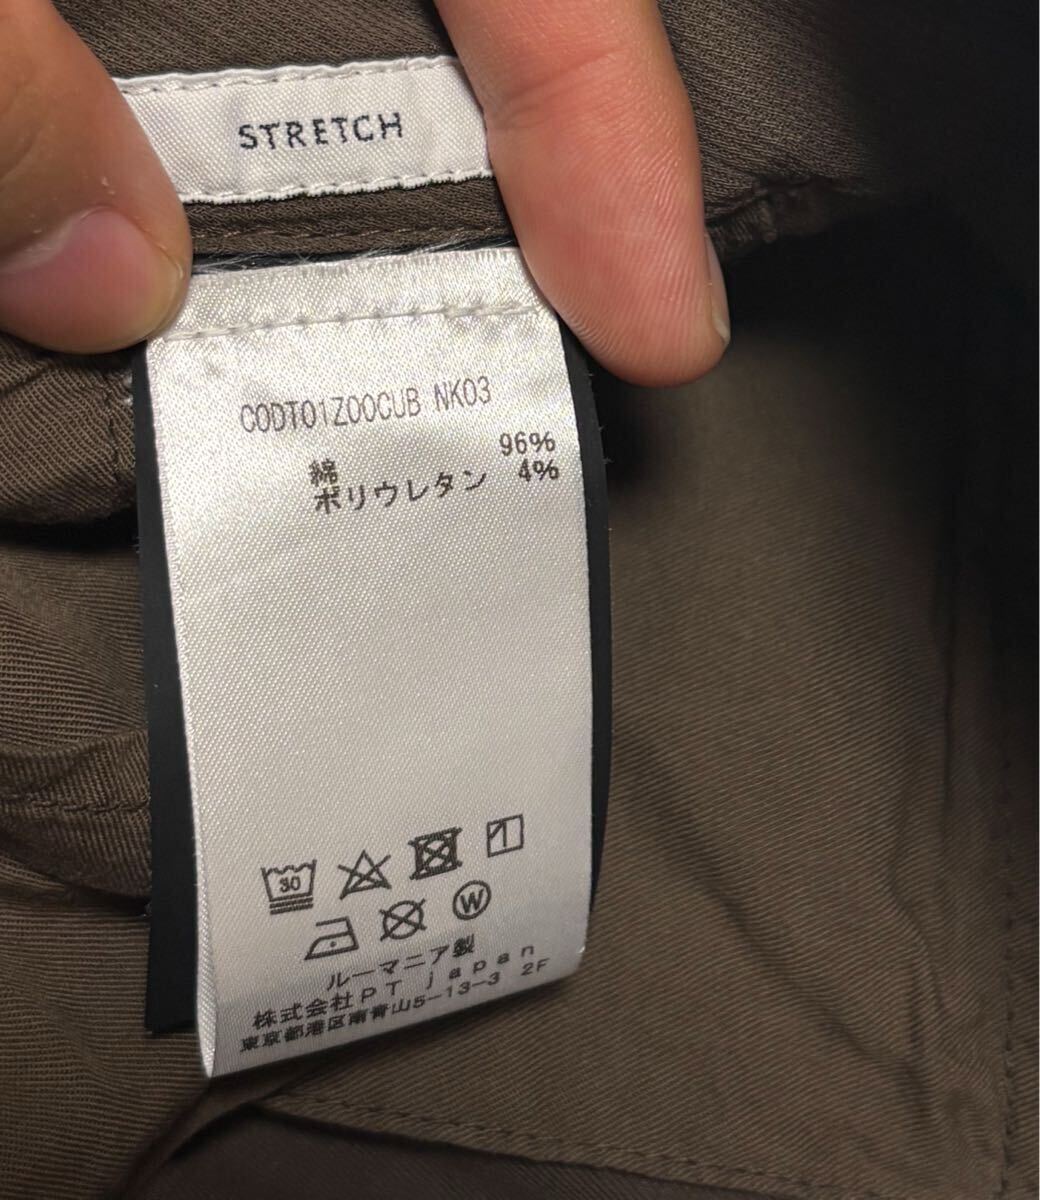 STRETCH
CODT01Z00CUB NK03
綿 96%
ポリウレタン 4%
30
W
ルーマニア製
株式会社PT japan
東京都港区南青山5-13-3 2F